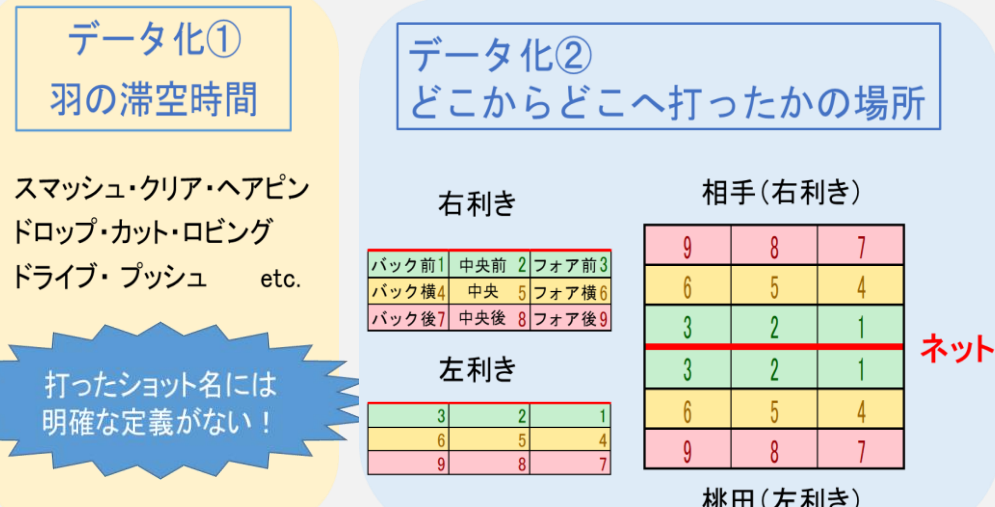 データ化①
羽の滞空時間
スマッシュ・クリア・ヘアピン
ドロップ・カット・ロビング
ドライブ・ プッシュ etc.
打ったショット名には
明確な定義がない！
データ化②
どこからどこへ打ったかの場所
右利き
バック前1 中央前 2 フォア前3
バック横4 中央 5 フォア横6
バック後7 中央後 8 フォア後9
左利き
3 2 1
6 5 4
9 8 7
相手(右利き)
9 8 7
6 5 4
3 2 1
ネット
3 2 1
6 5 4
9 8 7
桃田(左利き)